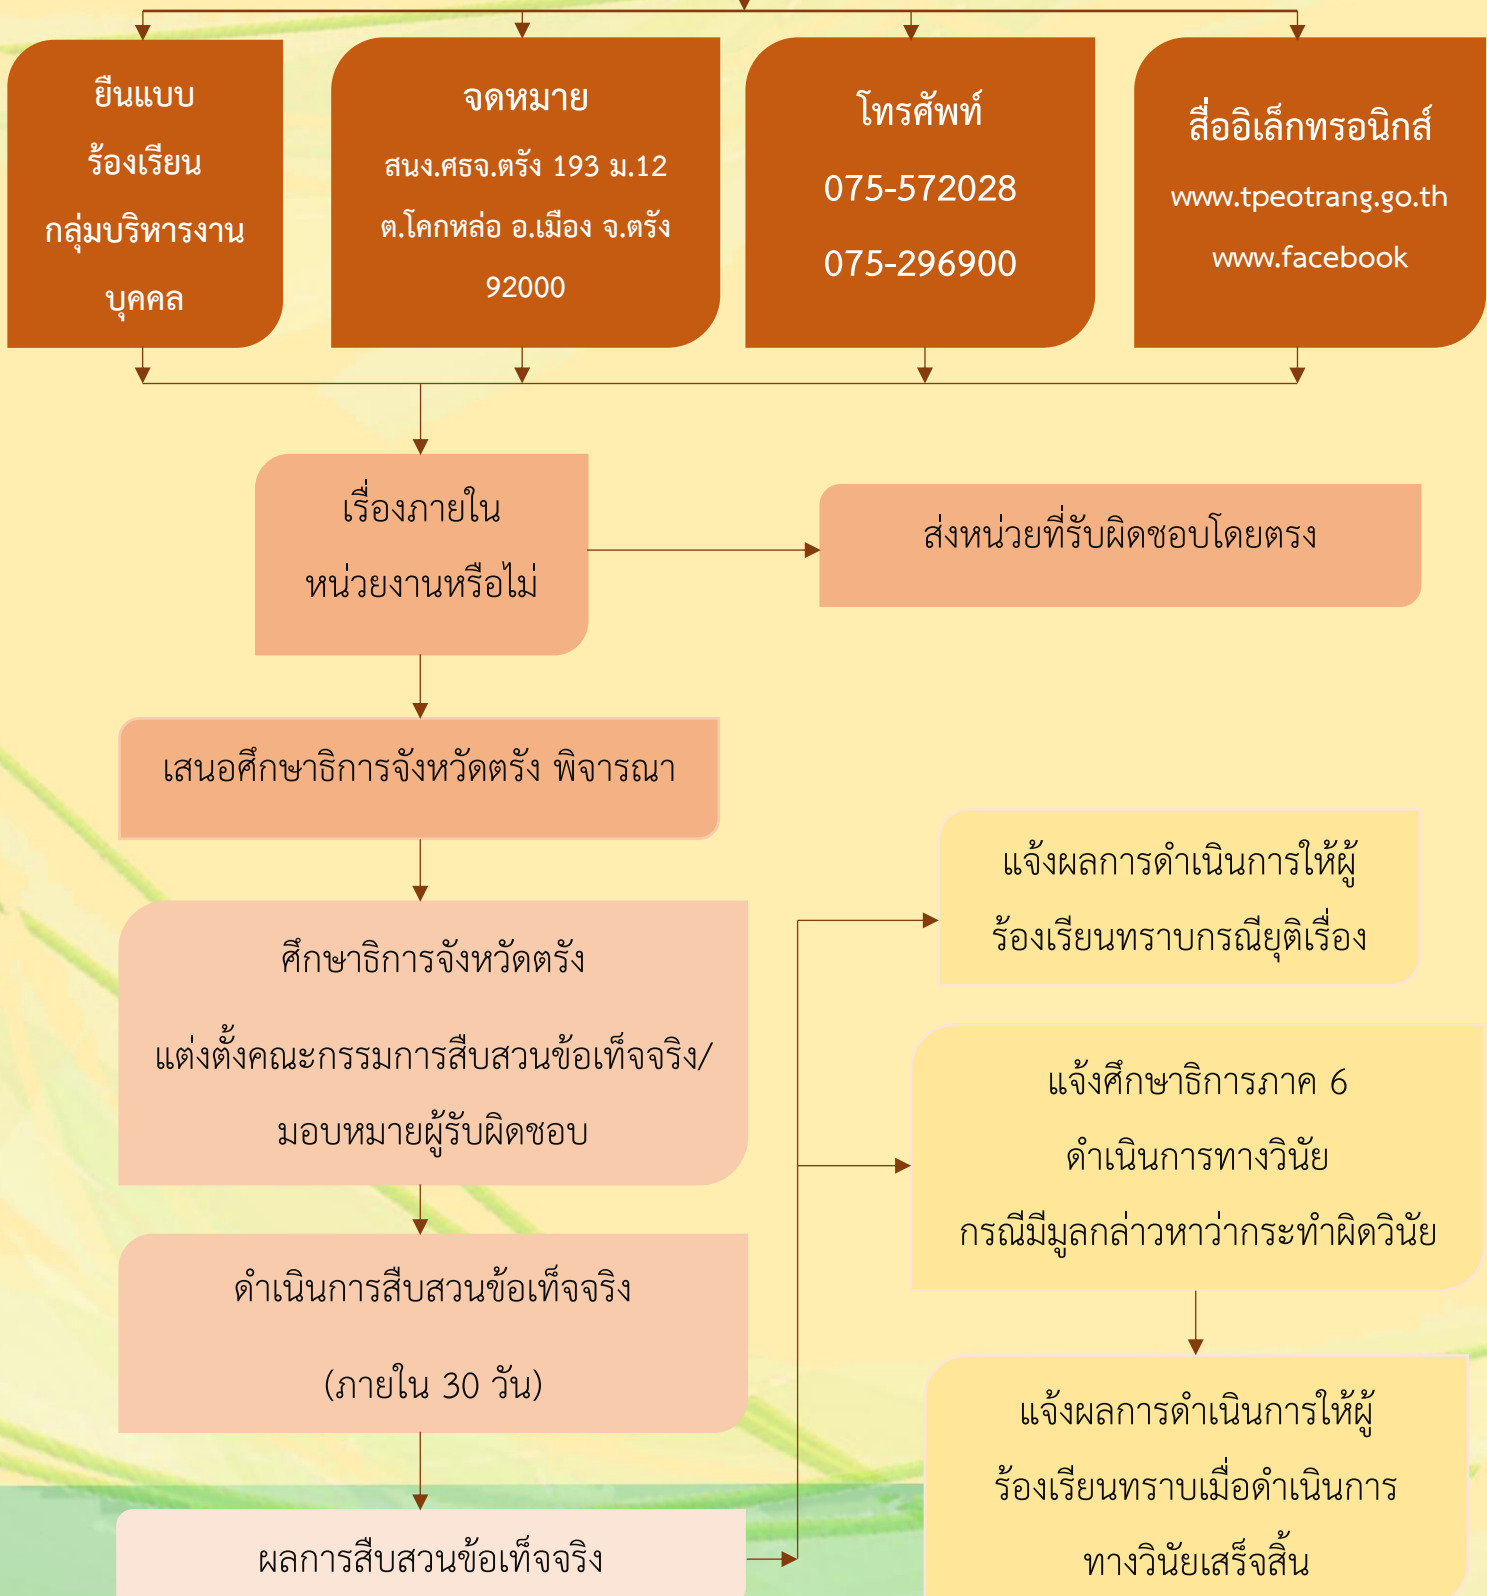 ยืนแบบ
ร้องเรียน
กลุ่มบริหารงาน
บุคคล
จดหมาย
สนง.ศธจ.ตรัง 193 ม.12
ต.โคกหล่อ อ.เมือง จ.ตรัง
92000
โทรศัพท์
075-572028
075-296900
สื่ออิเล็กทรอนิกส์
www.tpeotrang.go.th
www.facebook
เรื่องภายใน
หน่วยงานหรือไม่
ส่งหน่วยที่รับผิดชอบโดยตรง
เสนอศึกษาธิการจังหวัดตรัง พิจารณา
ศึกษาธิการจังหวัดตรัง
แต่งตั้งคณะกรรมการสืบสวนข้อเท็จจริง/
มอบหมายผู้รับผิดชอบ
ดำเนินการสืบสวนข้อเท็จจริง
(ภายใน 30 วัน)
ผลการสืบสวนข้อเท็จจริง
แจ้งผลการดำเนินการให้ผู้
ร้องเรียนทราบกรณียุติเรื่อง
แจ้งศึกษาธิการภาค 6
ดำเนินการทางวินัย
กรณีมีมูลกล่าวหาว่ากระทำผิดวินัย
แจ้งผลการดำเนินการให้ผู้
ร้องเรียนทราบเมื่อดำเนินการ
ทางวินัยเสร็จสิ้น